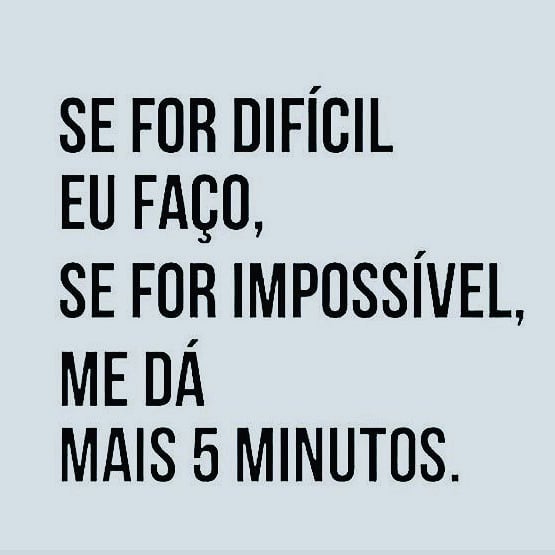 SE FOR DIFÍCIL
EU FAÇO,
SE FOR IMPOSSÍVEL,
ME DÁ
MAIS 5 MINUTOS.